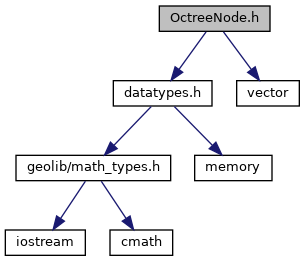 OctreeNode.h
datatypes.h
vector
geolib/math_types.h
memory
iostream
cmath